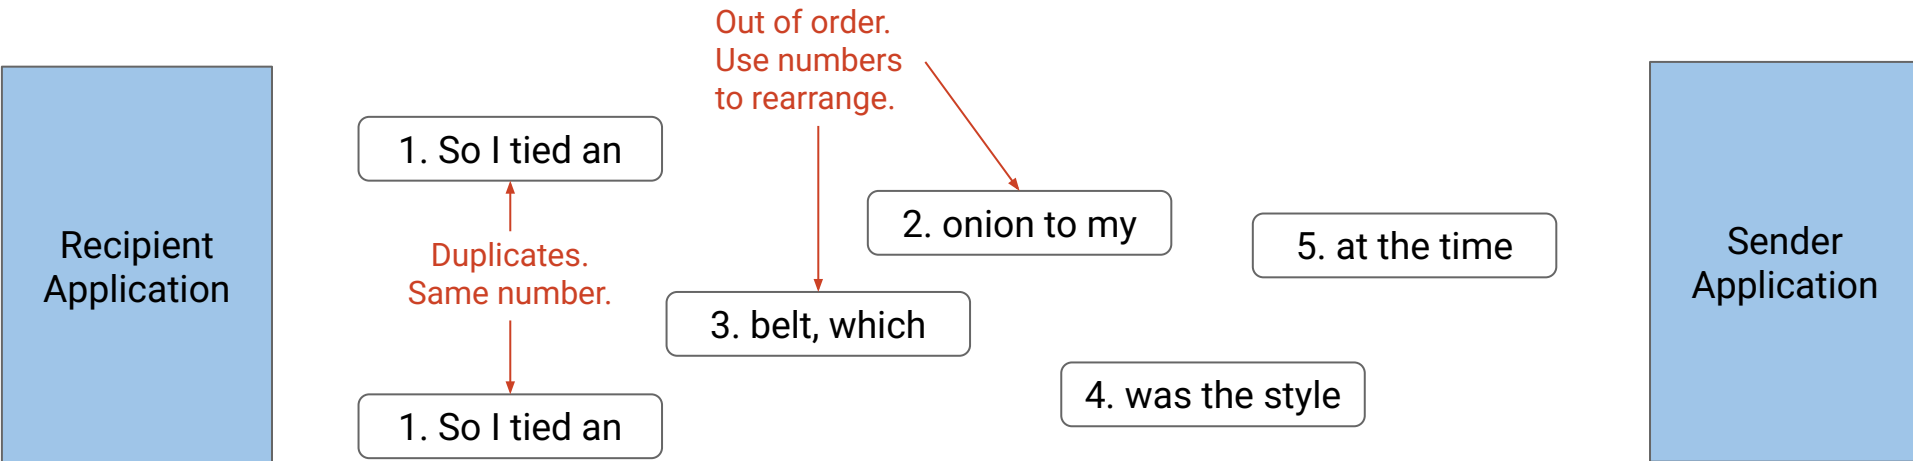 Out of order.
Use numbers
to rearrange.
Recipient
Application
1. So I tied an
Duplicates.
Same number.
1. So I tied an
3. belt, which
2. onion to my
4. was the style
5. at the time
Sender
Application